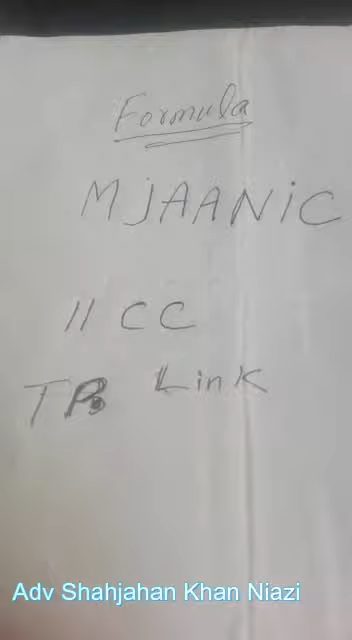 Formula
MjAANiC
11 CC
TP Link
Adv Shahjahan Khan Niazi